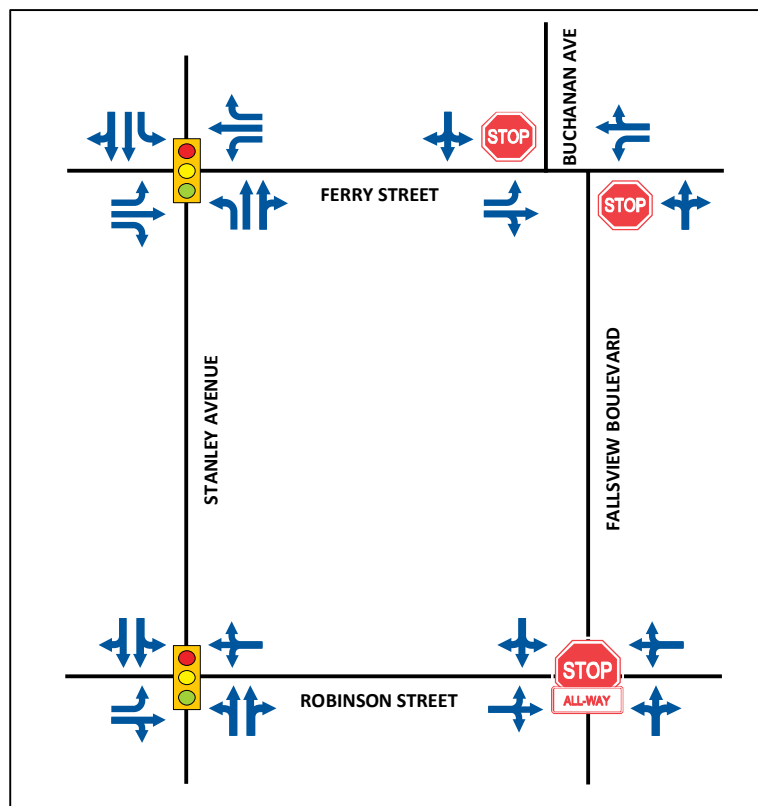 BUCHANAN AVE
STOP
FERRY STREET
STOP
STANLEY AVENUE
FALLSVIEW BOULEVARD
STOP
ALL-WAY
ROBINSON STREET